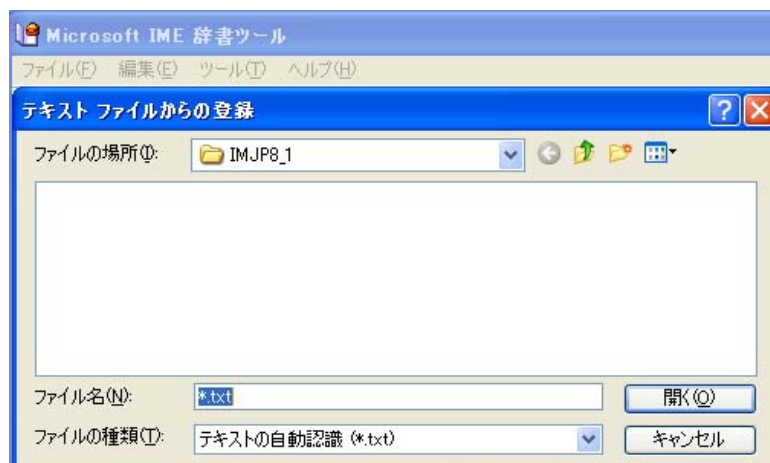 Microsoft IME 辞書ツール
ファイル(F) 編集(E) ツール(T) ヘルプ(H)
テキスト ファイルからの登録
ファイルの場所(I): IMJP8_1
ファイル名(N): *.txt 開く(O)
ファイルの種類(T): テキストの自動認識 (*.txt) キャンセル